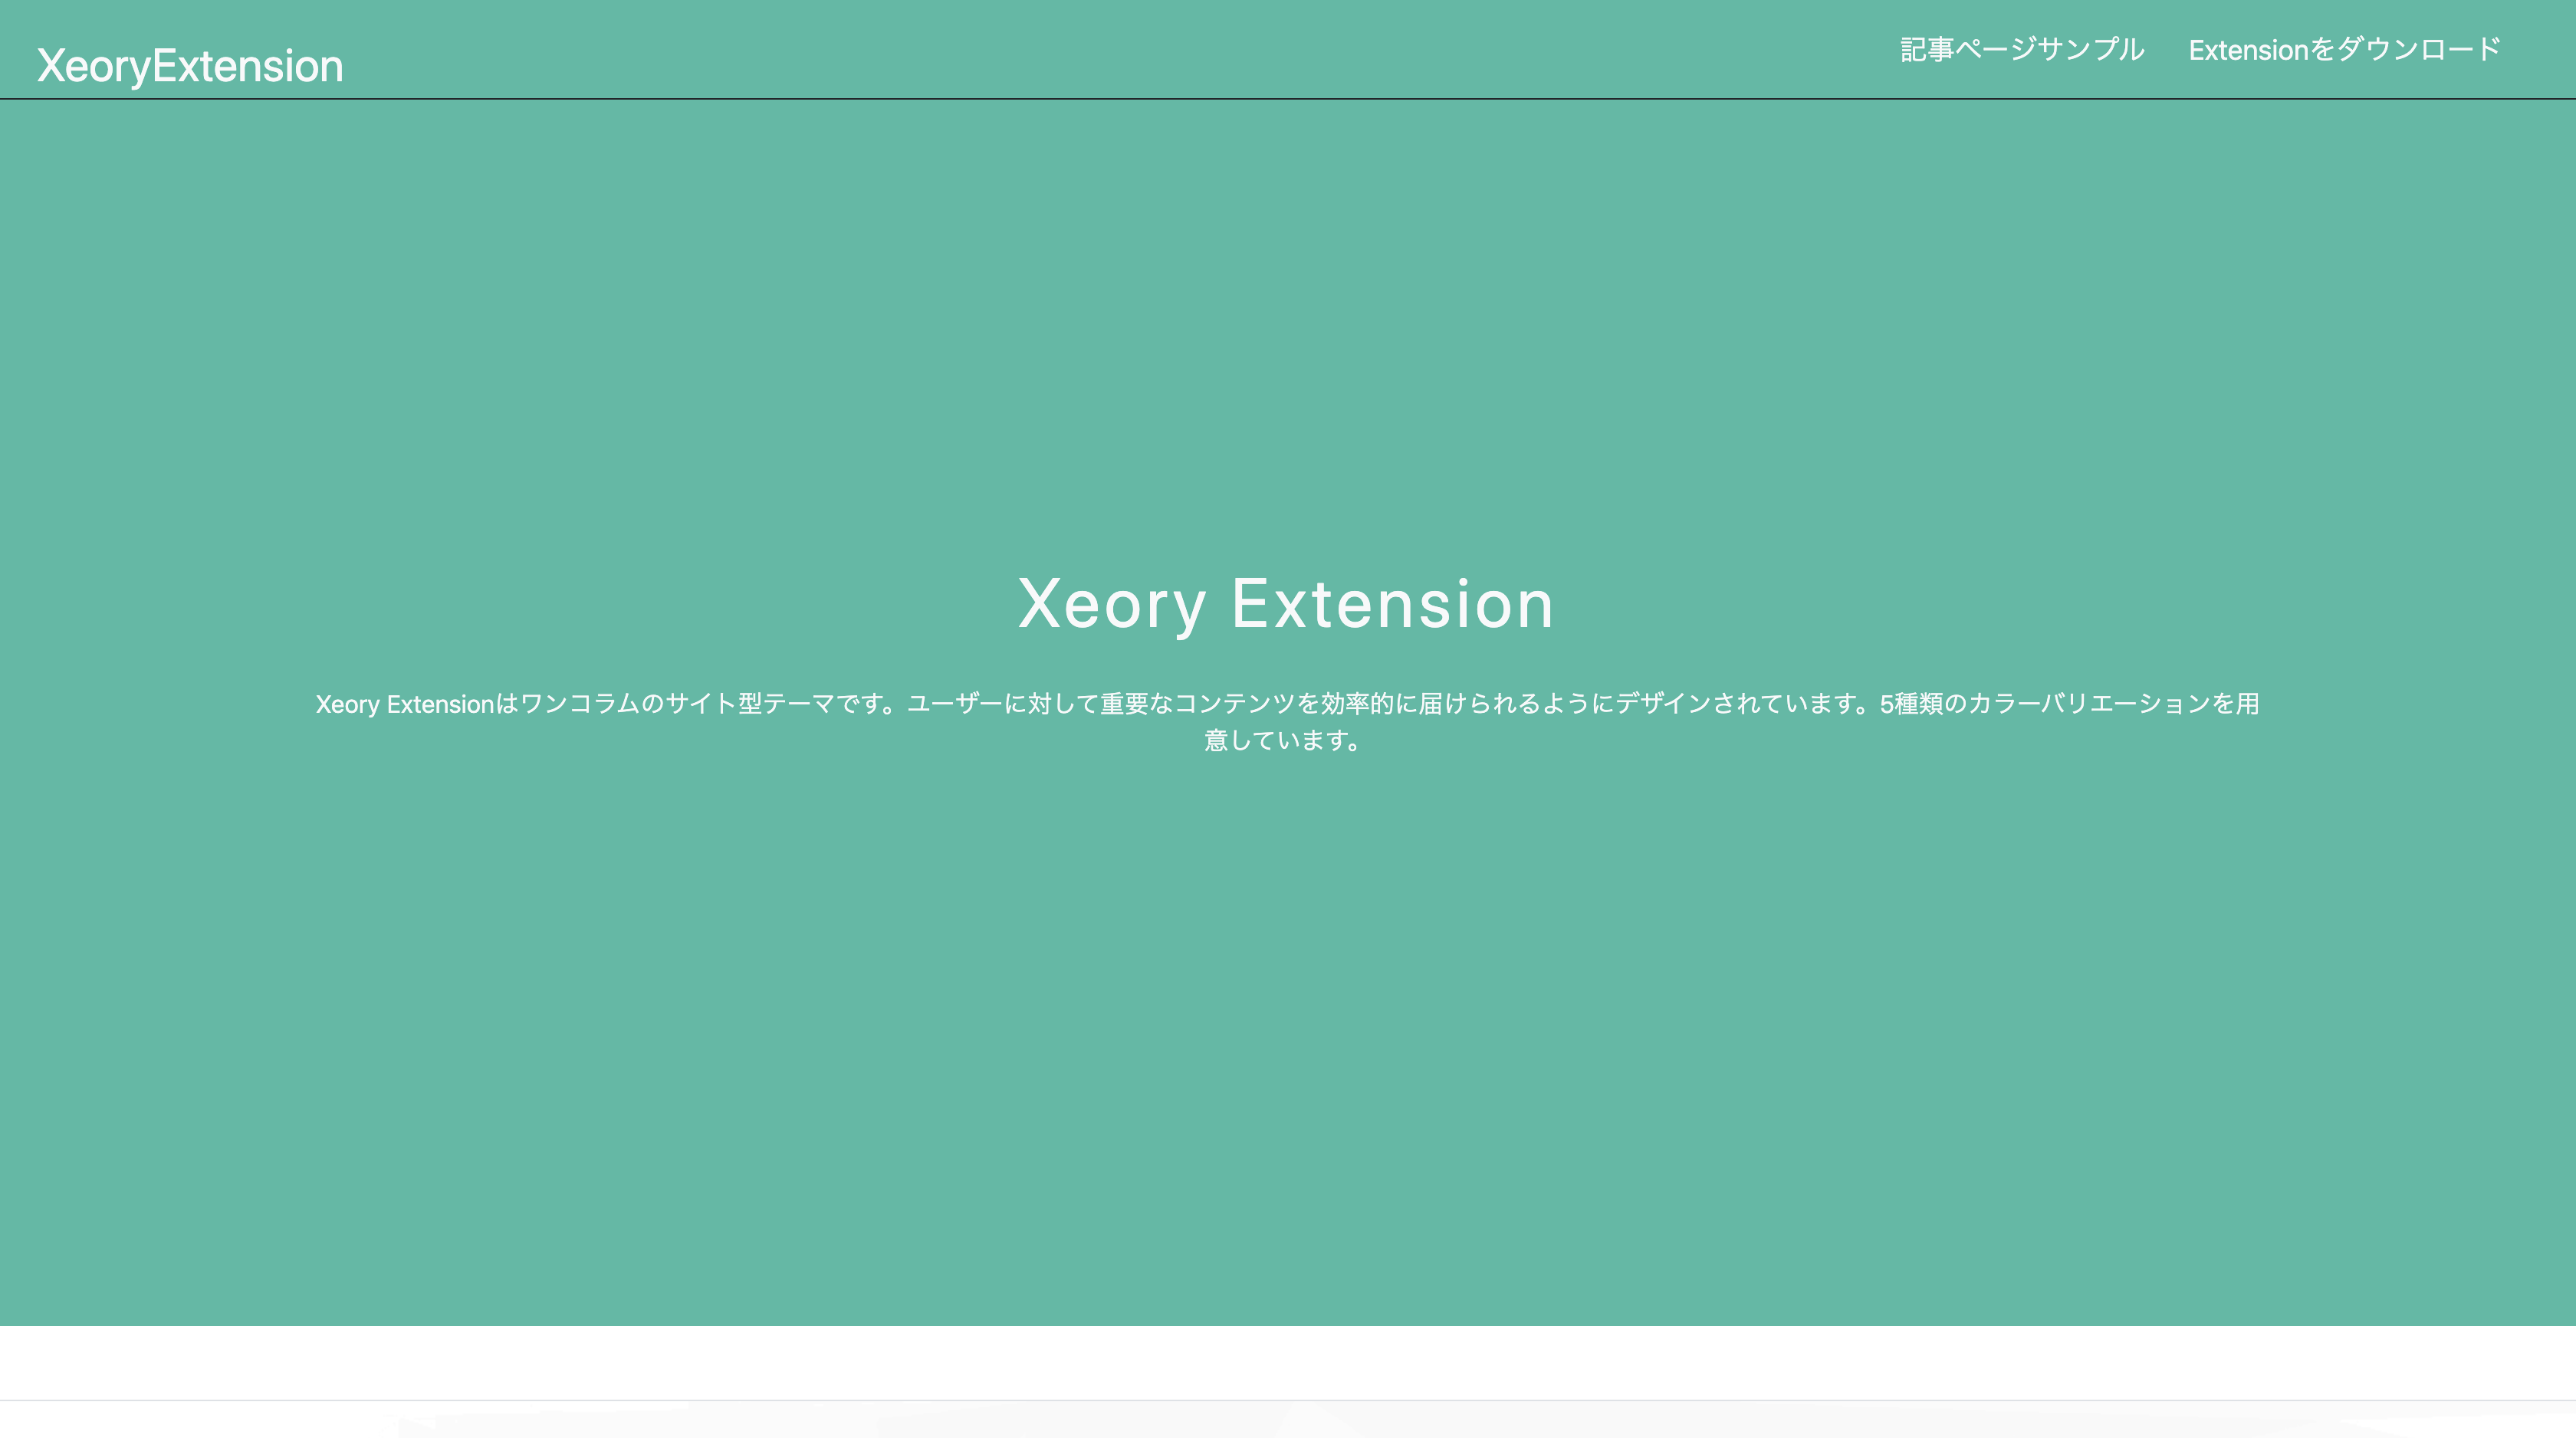 XeoryExtension
記事ページサンプル
Extensionをダウンロード
Xeory Extension
Xeory Extensionはワンコラムのサイト型テーマです。ユーザーに対して重要なコンテンツを効率的に届けられるようにデザインされています。5種類のカラーバリエーションを用
意しています。